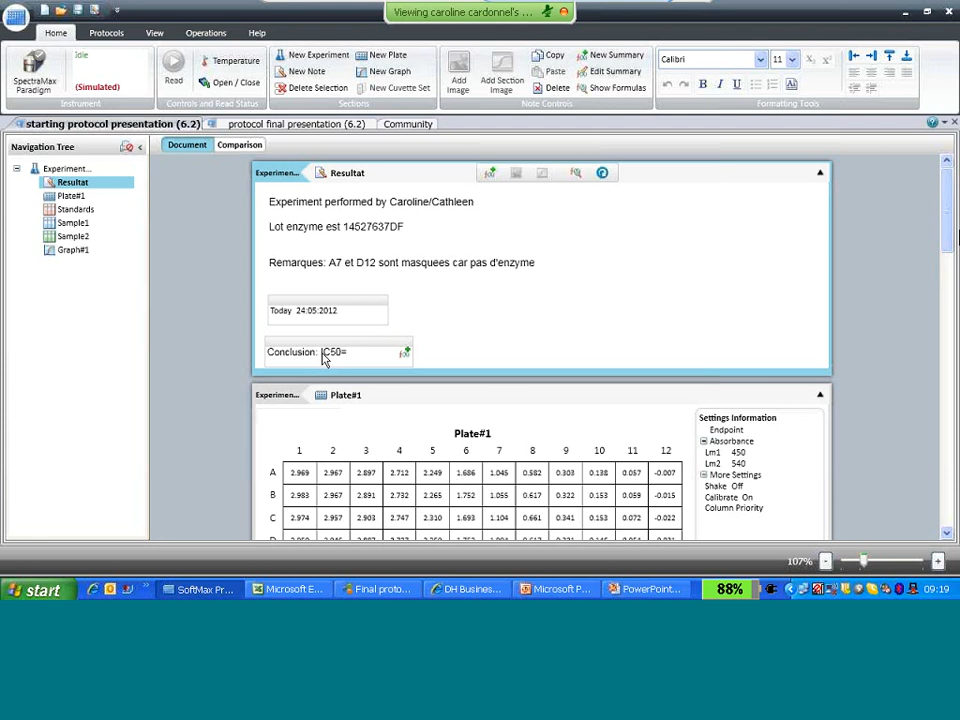 Viewing caroline cardonnel's ...
Home Protocols View Operations Help
Idle
(Simulated)
SpectraMax
Paradigm
Instrument
Read
Temperature
Open / Close
Controls and Read Status
New Experiment New Plate
New Note New Graph
Delete Selection New Cuvette Set
Sections
Add
Image
Add Section
Image
Copy New Summary
Paste Edit Summary
Delete Show Formulas
Note Controls
Calibri 11
B I U A
Formatting Tools
starting protocol presentation (6.2) protocol final presentation (6.2) Community
Navigation Tree
Document Comparison
Experiment...
Resultat
Plate#1
Standards
Sample1
Sample2
Graph#1
Experimen... Resultat
Experiment performed by Caroline/Cathleen
Lot enzyme est 14527637DF
Remarques: A7 et D12 sont masquees car pas d'enzyme
Today 24:05:2012
Conclusion: IC50=
Experimen... Plate#1
Plate#1
1 2 3 4 5 6 7 8 9 10 11 12
A 2.969 2.967 2.897 2.712 2.249 1.686 1.045 0.582 0.303 0.138 0.057 -0.007
B 2.983 2.967 2.891 2.732 2.265 1.752 1.055 0.617 0.322 0.153 0.059 -0.015
C 2.974 2.957 2.903 2.747 2.310 1.693 1.104 0.661 0.341 0.155 0.072 -0.022
Settings Information
Endpoint
Absorbance
Lm1 450
Lm2 540
More Settings
Shake Off
Calibrate On
Column Priority
107%
start
SoftMax Pr...
Microsoft E...
Final proto...
DH Busines...
Microsoft P...
PowerPoint...
88%
09:19